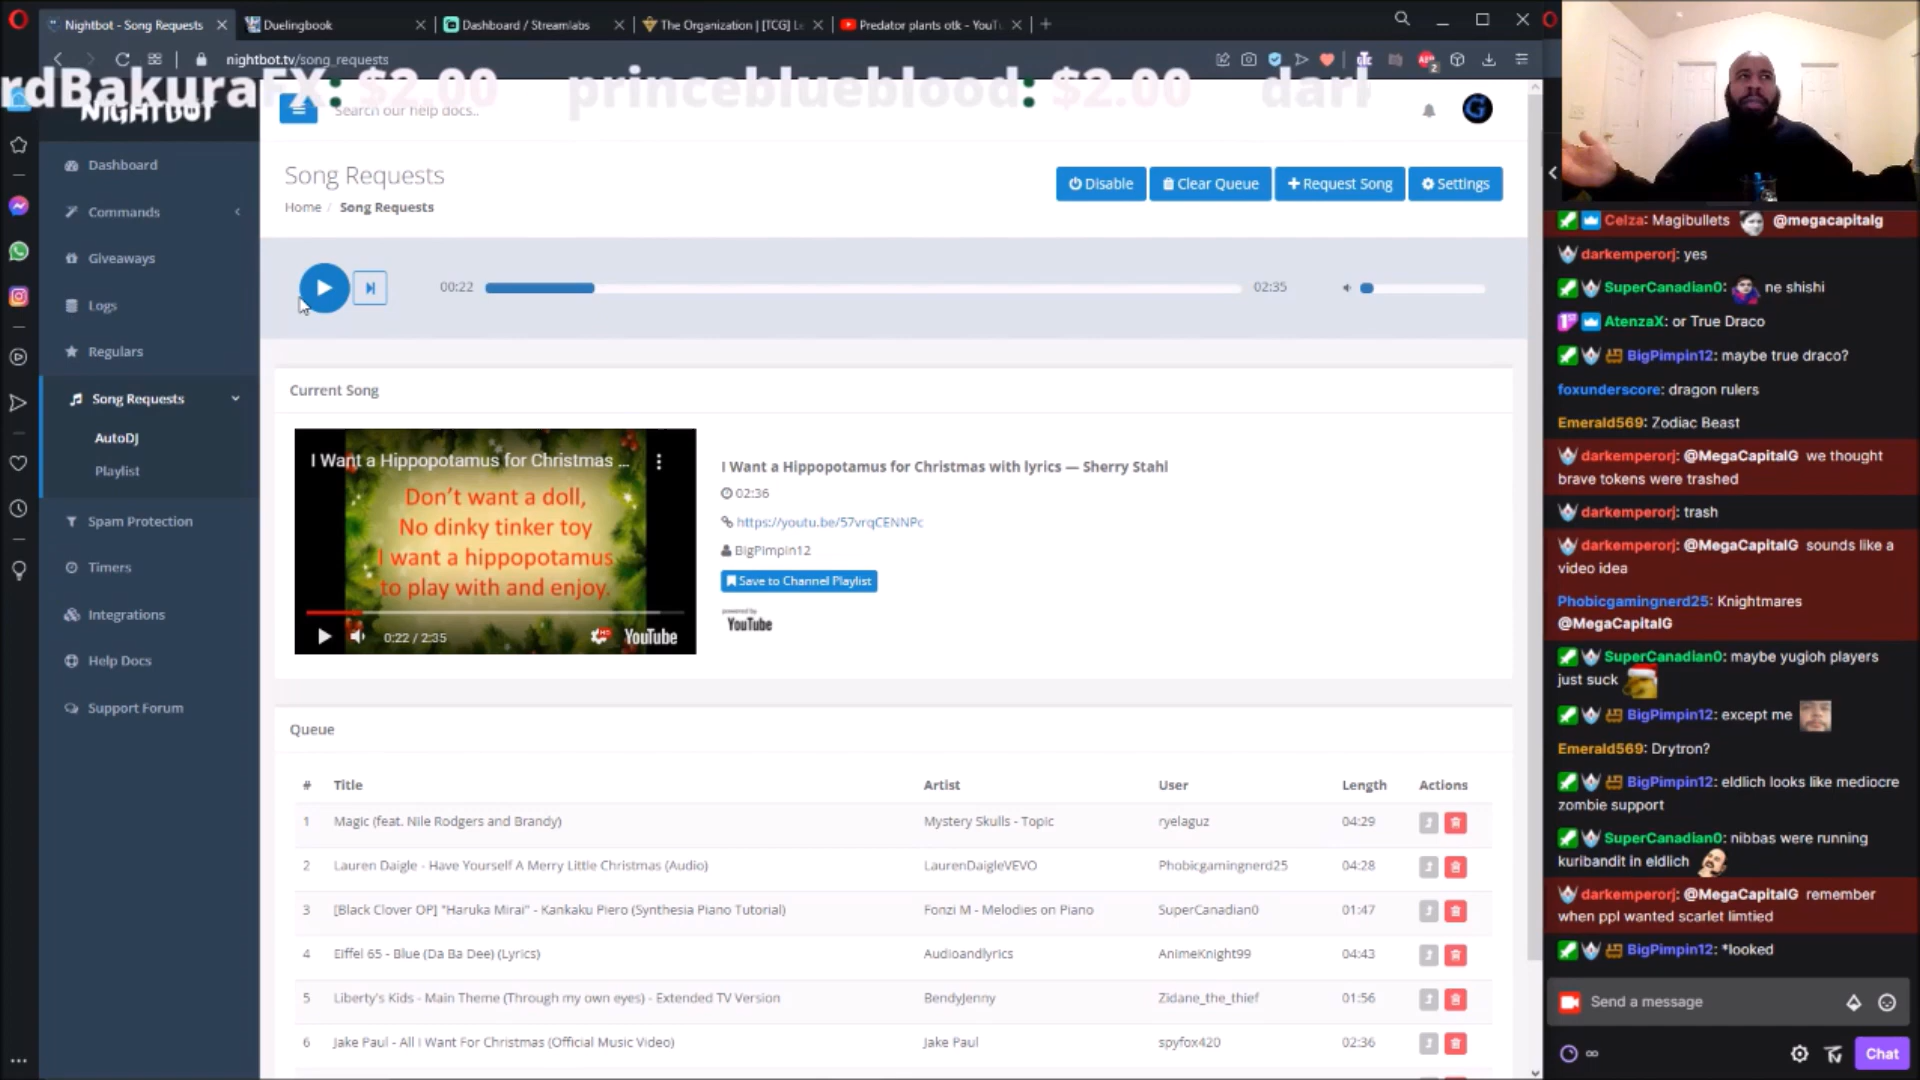 Nightbot - Song Requests
Duelingbook
Dashboard / Streamlabs
The Organization | [TCG] Le
Predator plants otk - YouTu
nightbot.tv/song_requests
rdBakuraFX: $2.00 princeblueblood: $2.00 dar
NIGHTBOT
Search our help docs..
Dashboard
Commands
Giveaways
Logs
Regulars
Song Requests
AutoDJ
Playlist
Spam Protection
Timers
Integrations
Help Docs
Support Forum
Song Requests
Home / Song Requests
Disable
Clear Queue
Request Song
Settings
00:22
02:35
Current Song
I Want a Hippopotamus for Christmas ...
Don't want a doll,
No dinky tinker toy
I want a hippopotamus
to play with and enjoy.
0:22 / 2:35
YouTube
I Want a Hippopotamus for Christmas with lyrics — Sherry Stahl
02:36
https://youtu.be/57vrqCENNPc
BigPimpin12
Save to Channel Playlist
powered by
YouTube
Queue
# Title Artist User Length Actions
1 Magic (feat. Nile Rodgers and Brandy) Mystery Skulls - Topic ryelaguz 04:29
2 Lauren Daigle - Have Yourself A Merry Little Christmas (Audio) LaurenDaigleVEVO Phobicgamingnerd25 04:28
3 [Black Clover OP] "Haruka Mirai" - Kankaku Piero (Synthesia Piano Tutorial) Fonzi M - Melodies on Piano SuperCanadian0 01:47
4 Eiffel 65 - Blue (Da Ba Dee) (Lyrics) Audioandlyrics AnimeKnight99 04:43
5 Liberty's Kids - Main Theme (Through my own eyes) - Extended TV Version BendyJenny Zidane_the_thief 01:56
6 Jake Paul - All I Want For Christmas (Official Music Video) Jake Paul spyfox420 02:36
Celza: Magibullets @megacapitalg
darkemperorj: yes
SuperCanadian0: ne shishi
AtenzaX: or True Draco
BigPimpin12: maybe true draco?
foxunderscore: dragon rulers
Emerald569: Zodiac Beast
darkemperorj: @MegaCapitalG we thought
brave tokens were trashed
darkemperorj: trash
darkemperorj: @MegaCapitalG sounds like a
video idea
Phobicgamingnerd25: Knightmares
@MegaCapitalG
SuperCanadian0: maybe yugioh players
just suck
BigPimpin12: except me
Emerald569: Drytron?
BigPimpin12: eldlich looks like mediocre
zombie support
SuperCanadian0: nibbas were running
kuribandit in eldlich
darkemperorj: @MegaCapitalG remember
when ppl wanted scarlet limtied
BigPimpin12: *looked
Send a message
Chat